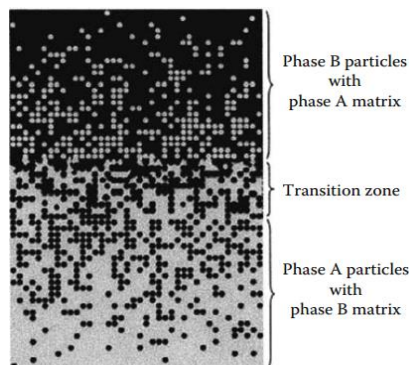 Phase B particles
with
phase A matrix
Transition zone
Phase A particles
with
phase B matrix